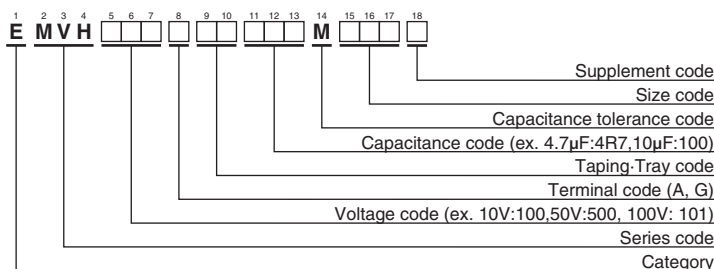 1 2 3 4 5 6 7 8 9 10 11 12 13 14 15 16 17 18
E MVH □□□ □ □□ □□□ M □□□ □
Supplement code
Size code
Capacitance tolerance code
Capacitance code (ex. 4.7μF:4R7,10μF:100)
Taping·Tray code
Terminal code (A, G)
Voltage code (ex. 10V:100,50V:500, 100V: 101)
Series code
Category